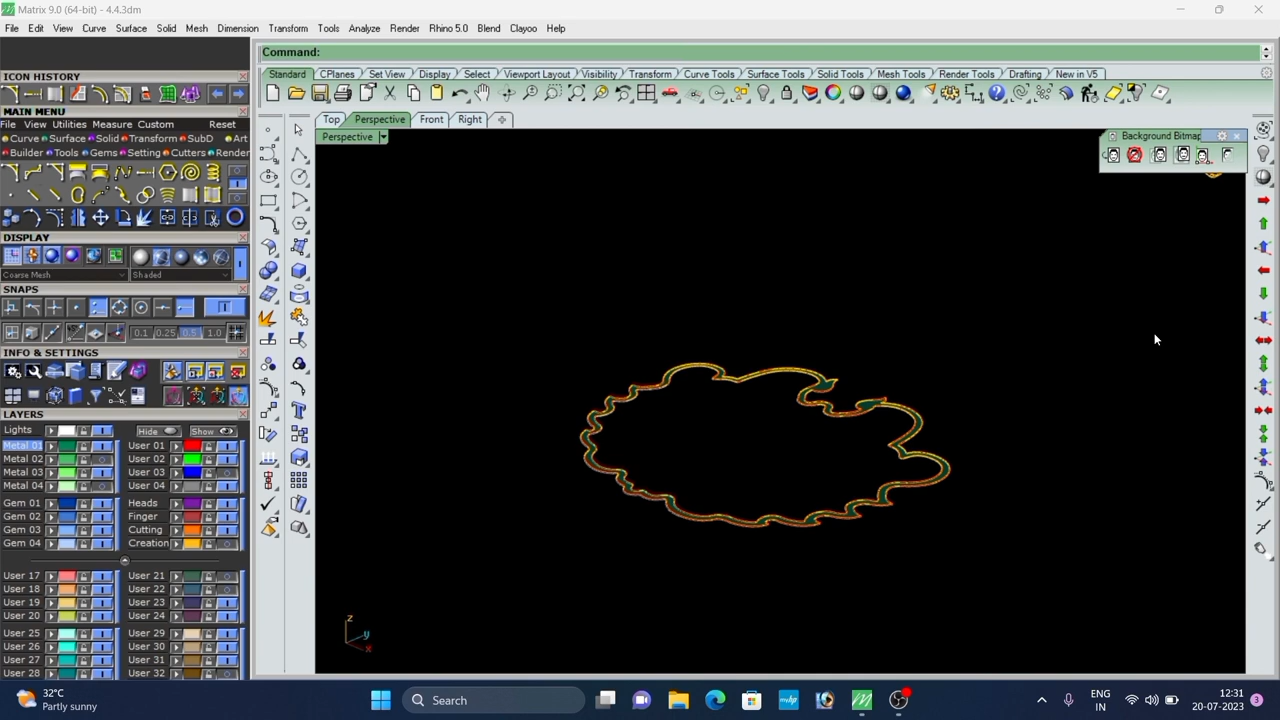 Matrix 9.0 (64-bit) - 4.4.3dm
File Edit View Curve Surface Solid Mesh Dimension Transform Tools Analyze Render Rhino 5.0 Blend Clayoo Help
Command:
ICON HISTORY
Standard CPlanes Set View Display Select Viewport Layout Visibility Transform Curve Tools Surface Tools Solid Tools Mesh Tools Render Tools Drafting New in V5
MAIN MENU
File View Utilities Measure Custom Reset
Curve Surface Solid Transform SubD Art
Builder Tools Gems Setting Cutters Render
Top Perspective Front Right
Perspective
Background Bitmap
DISPLAY
Coarse Mesh Shaded
SNAPS
0.1 0.25 0.5 1.0
INFO & SETTINGS
LAYERS
Lights Hide Show
Metal 01 User 01
Metal 02 User 02
Metal 03 User 03
Metal 04 User 04
Gem 01 Heads
Gem 02 Finger
Gem 03 Cutting
Gem 04 Creation
User 17 User 21
User 18 User 22
User 19 User 23
User 20 User 24
User 25 User 29
User 26 User 30
User 27 User 31
User 28 User 32
z
y
x
32°C
Partly sunny
Search
ENG
IN
12:31
20-07-2023
3